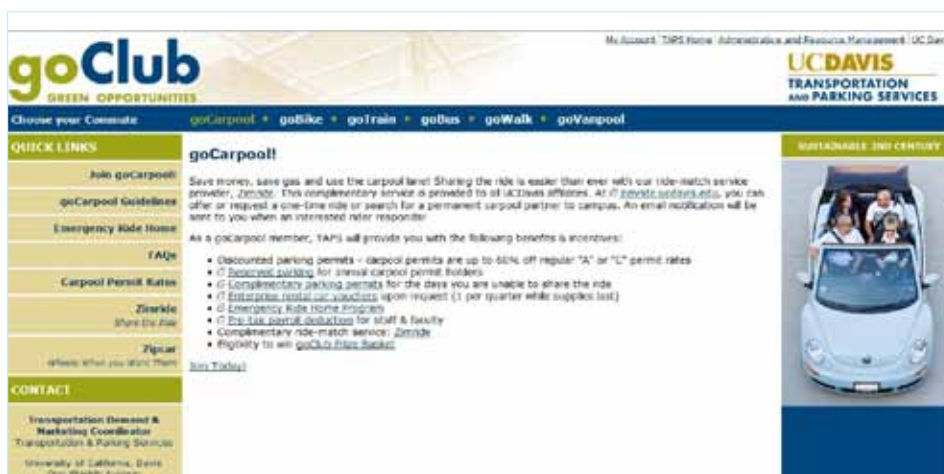 My Account TAPS Home Administrative and Resource Management UC Dav
goClub
GREEN OPPORTUNITIES
UCDAVIS
TRANSPORTATION
AND PARKING SERVICES
Choose your Commute
goCarpool • goBike • goTrain • goBus • goWalk • goVanpool
QUICK LINKS
Join goCarpool!
goCarpool Guidelines
Emergency Ride Home
FAQs
Carpool Permit Rates
Zimride
Share the Ride
Zipcar
Wheels When you Want Them
CONTACT
Transportation Demand &
Marketing Coordinator
Transportation & Parking Services
University of California, Davis
goCarpool!
Save money, save gas and use the carpool lane! Sharing the ride is easier than ever with our ride-match service
provider, Zimride. This complimentary service is provided to all UCDavis affiliates. At zimride.ucdavis.edu, you can
offer or request a one-time ride or search for a permanent carpool partner to campus. An email notification will be
sent to you when an interested rider responds!
As a goCarpool member, TAPS will provide you with the following benefits & incentives:
• Discounted parking permits - carpool permits are up to 60% off regular "A" or "C" permit rates
• Reserved parking for annual carpool permit holders
• Complimentary parking permits for the days you are unable to share the ride
• Enterprise rental car vouchers upon request (1 per quarter while supplies last)
• Emergency Ride Home Program
• Pre-tax payroll deduction for staff & faculty
• Complimentary ride-match service: Zimride
• Eligibility to win goClub Prize Basket
Join Today!
SUSTAINABLE 2ND CENTURY